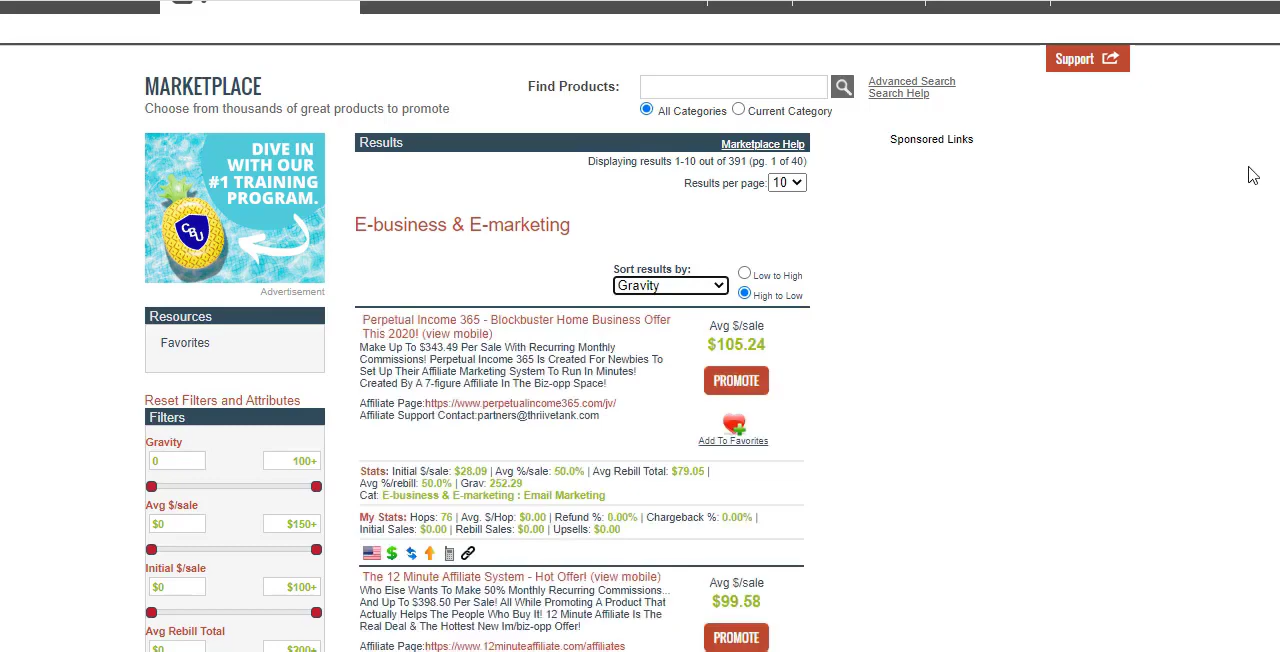 Support
MARKETPLACE
Choose from thousands of great products to promote
Find Products:
Advanced Search
Search Help
All Categories
Current Category
DIVE IN
WITH OUR
#1 TRAINING
PROGRAM.
CBU
Advertisement
Resources
Favorites
Reset Filters and Attributes
Filters
Gravity
0
100+
Avg $/sale
$0
$150+
Initial $/sale
$0
$100+
Avg Rebill Total
$0
$200+
Results
Marketplace Help
Displaying results 1-10 out of 391 (pg. 1 of 40)
Results per page: 10
E-business & E-marketing
Sort results by:
Gravity
Low to High
High to Low
Perpetual Income 365 - Blockbuster Home Business Offer
This 2020! (view mobile)
Make Up To $343.49 Per Sale With Recurring Monthly
Commissions! Perpetual Income 365 Is Created For Newbies To
Set Up Their Affiliate Marketing System To Run In Minutes!
Created By A 7-figure Affiliate In The Biz-opp Space!
Affiliate Page:https://www.perpetualincome365.com/jv/
Affiliate Support Contact:partners@thriivetank.com
Avg $/sale
$105.24
PROMOTE
Add To Favorites
Stats: Initial $/sale: $28.09 | Avg %/sale: 50.0% | Avg Rebill Total: $79.05 |
Avg %/rebill: 50.0% | Grav: 252.29
Cat: E-business & E-marketing : Email Marketing
My Stats: Hops: 76 | Avg. $/Hop: $0.00 | Refund %: 0.00% | Chargeback %: 0.00% |
Initial Sales: $0.00 | Rebill Sales: $0.00 | Upsells: $0.00
The 12 Minute Affiliate System - Hot Offer! (view mobile)
Who Else Wants To Make 50% Monthly Recurring Commissions...
And Up To $398.50 Per Sale! All While Promoting A Product That
Actually Helps The People Who Buy It! 12 Minute Affiliate Is The
Real Deal & The Hottest New Im/biz-opp Offer!
Affiliate Page:https://www.12minuteaffiliate.com/affiliates
Avg $/sale
$99.58
PROMOTE
Sponsored Links